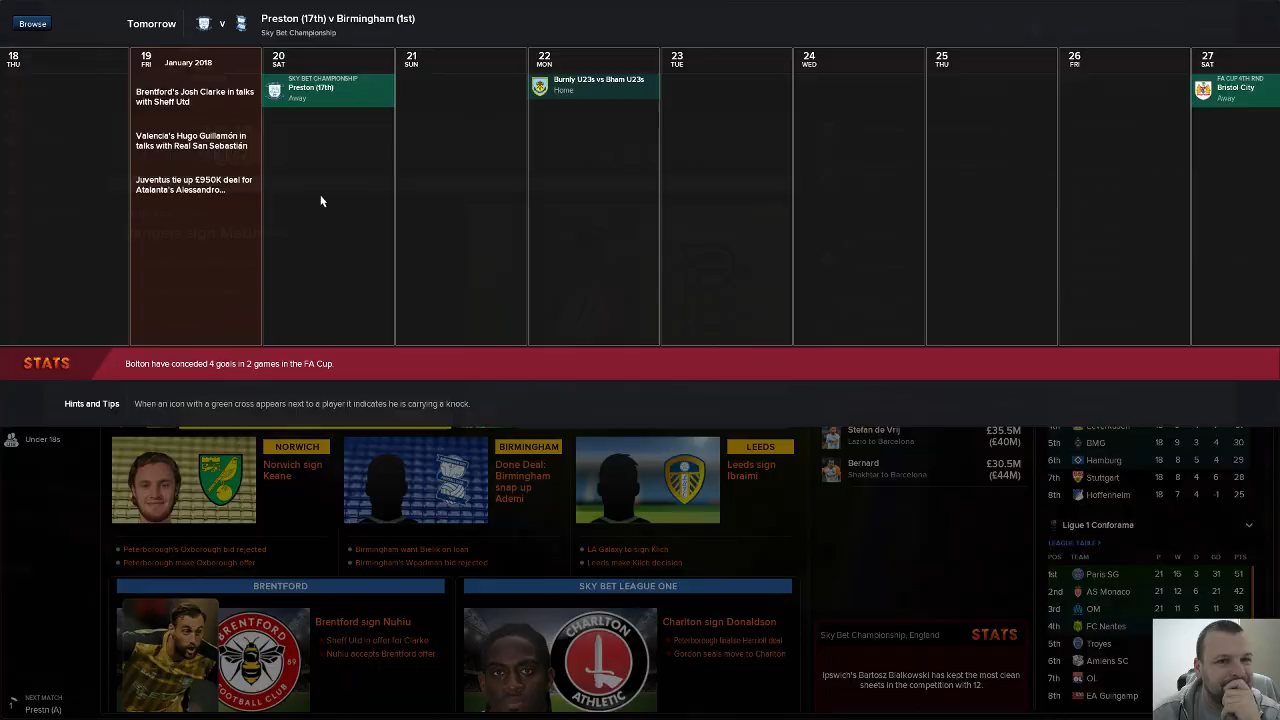 Browse
Tomorrow
v
Preston (17th) v Birmingham (1st)
Sky Bet Championship
18
THU
19
FRI
January 2018
20
SAT
21
SUN
22
MON
23
TUE
24
WED
25
THU
26
FRI
27
SAT
Brentford's Josh Clarke in talks
with Sheff Utd
Valencia's Hugo Guillamón in
talks with Real San Sebastián
Juventus tie up £950K deal for
Atalanta's Alessandro...
SKY BET CHAMPIONSHIP
Preston (17th)
Away
Burnly U23s vs Bham U23s
Home
FA CUP 4TH RND
Bristol City
Away
STATS
Bolton have conceded 4 goals in 2 games in the FA Cup.
Hints and Tips
When an icon with a green cross appears next to a player it indicates he is carrying a knock.
Under 18s
NORWICH
Norwich sign
Keane
Peterborough's Oxborough bid rejected
Peterborough make Oxborough offer
BIRMINGHAM
Done Deal:
Birmingham
snap up
Ademi
Birmingham want Bielik on loan
Birmingham's Woodman bid rejected
LEEDS
Leeds sign
Ibraimi
LA Galaxy to sign Klich
Leeds make Klich decision
BRENTFORD
Brentford sign Nuhiu
Sheff Utd in offer for Clarke
Nuhiu accepts Brentford offer
SKY BET LEAGUE ONE
Charlton sign Donaldson
Peterborough finalise Harriott deal
Gordon seals move to Charlton
Stefan de Vrij
Lazio to Barcelona
£35.5M
(£40M)
Bernard
Shakhtar to Barcelona
£30.5M
(£44M)
Sky Bet Championship, England
STATS
Ipswich's Bartosz Bialkowski has kept the most clean
sheets in the competition with 12.
5th BMG 18 9 3 4 30
6th Hamburg 18 8 5 4 29
7th Stuttgart 18 8 4 6 28
8th Hoffenheim 18 7 4 -1 25
Ligue 1 Conforama
LEAGUE TABLE >
POS TEAM P W D GD PTS
1st Paris SG 21 16 3 31 51
2nd AS Monaco 21 12 6 21 42
3rd OM 21 11 5 11 38
4th FC Nantes
5th Troyes
6th Amiens SC
7th OL
8th EA Guingamp
NEXT MATCH
Prestn (A)